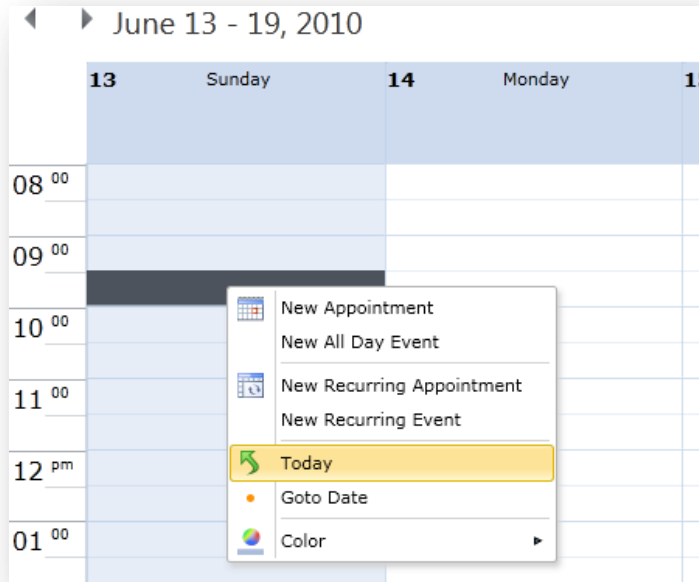 June 13 - 19, 2010
13 Sunday 14 Monday
08 00
09 00
10 00
11 00
12 pm
01 00
New Appointment
New All Day Event
New Recurring Appointment
New Recurring Event
Today
Goto Date
Color